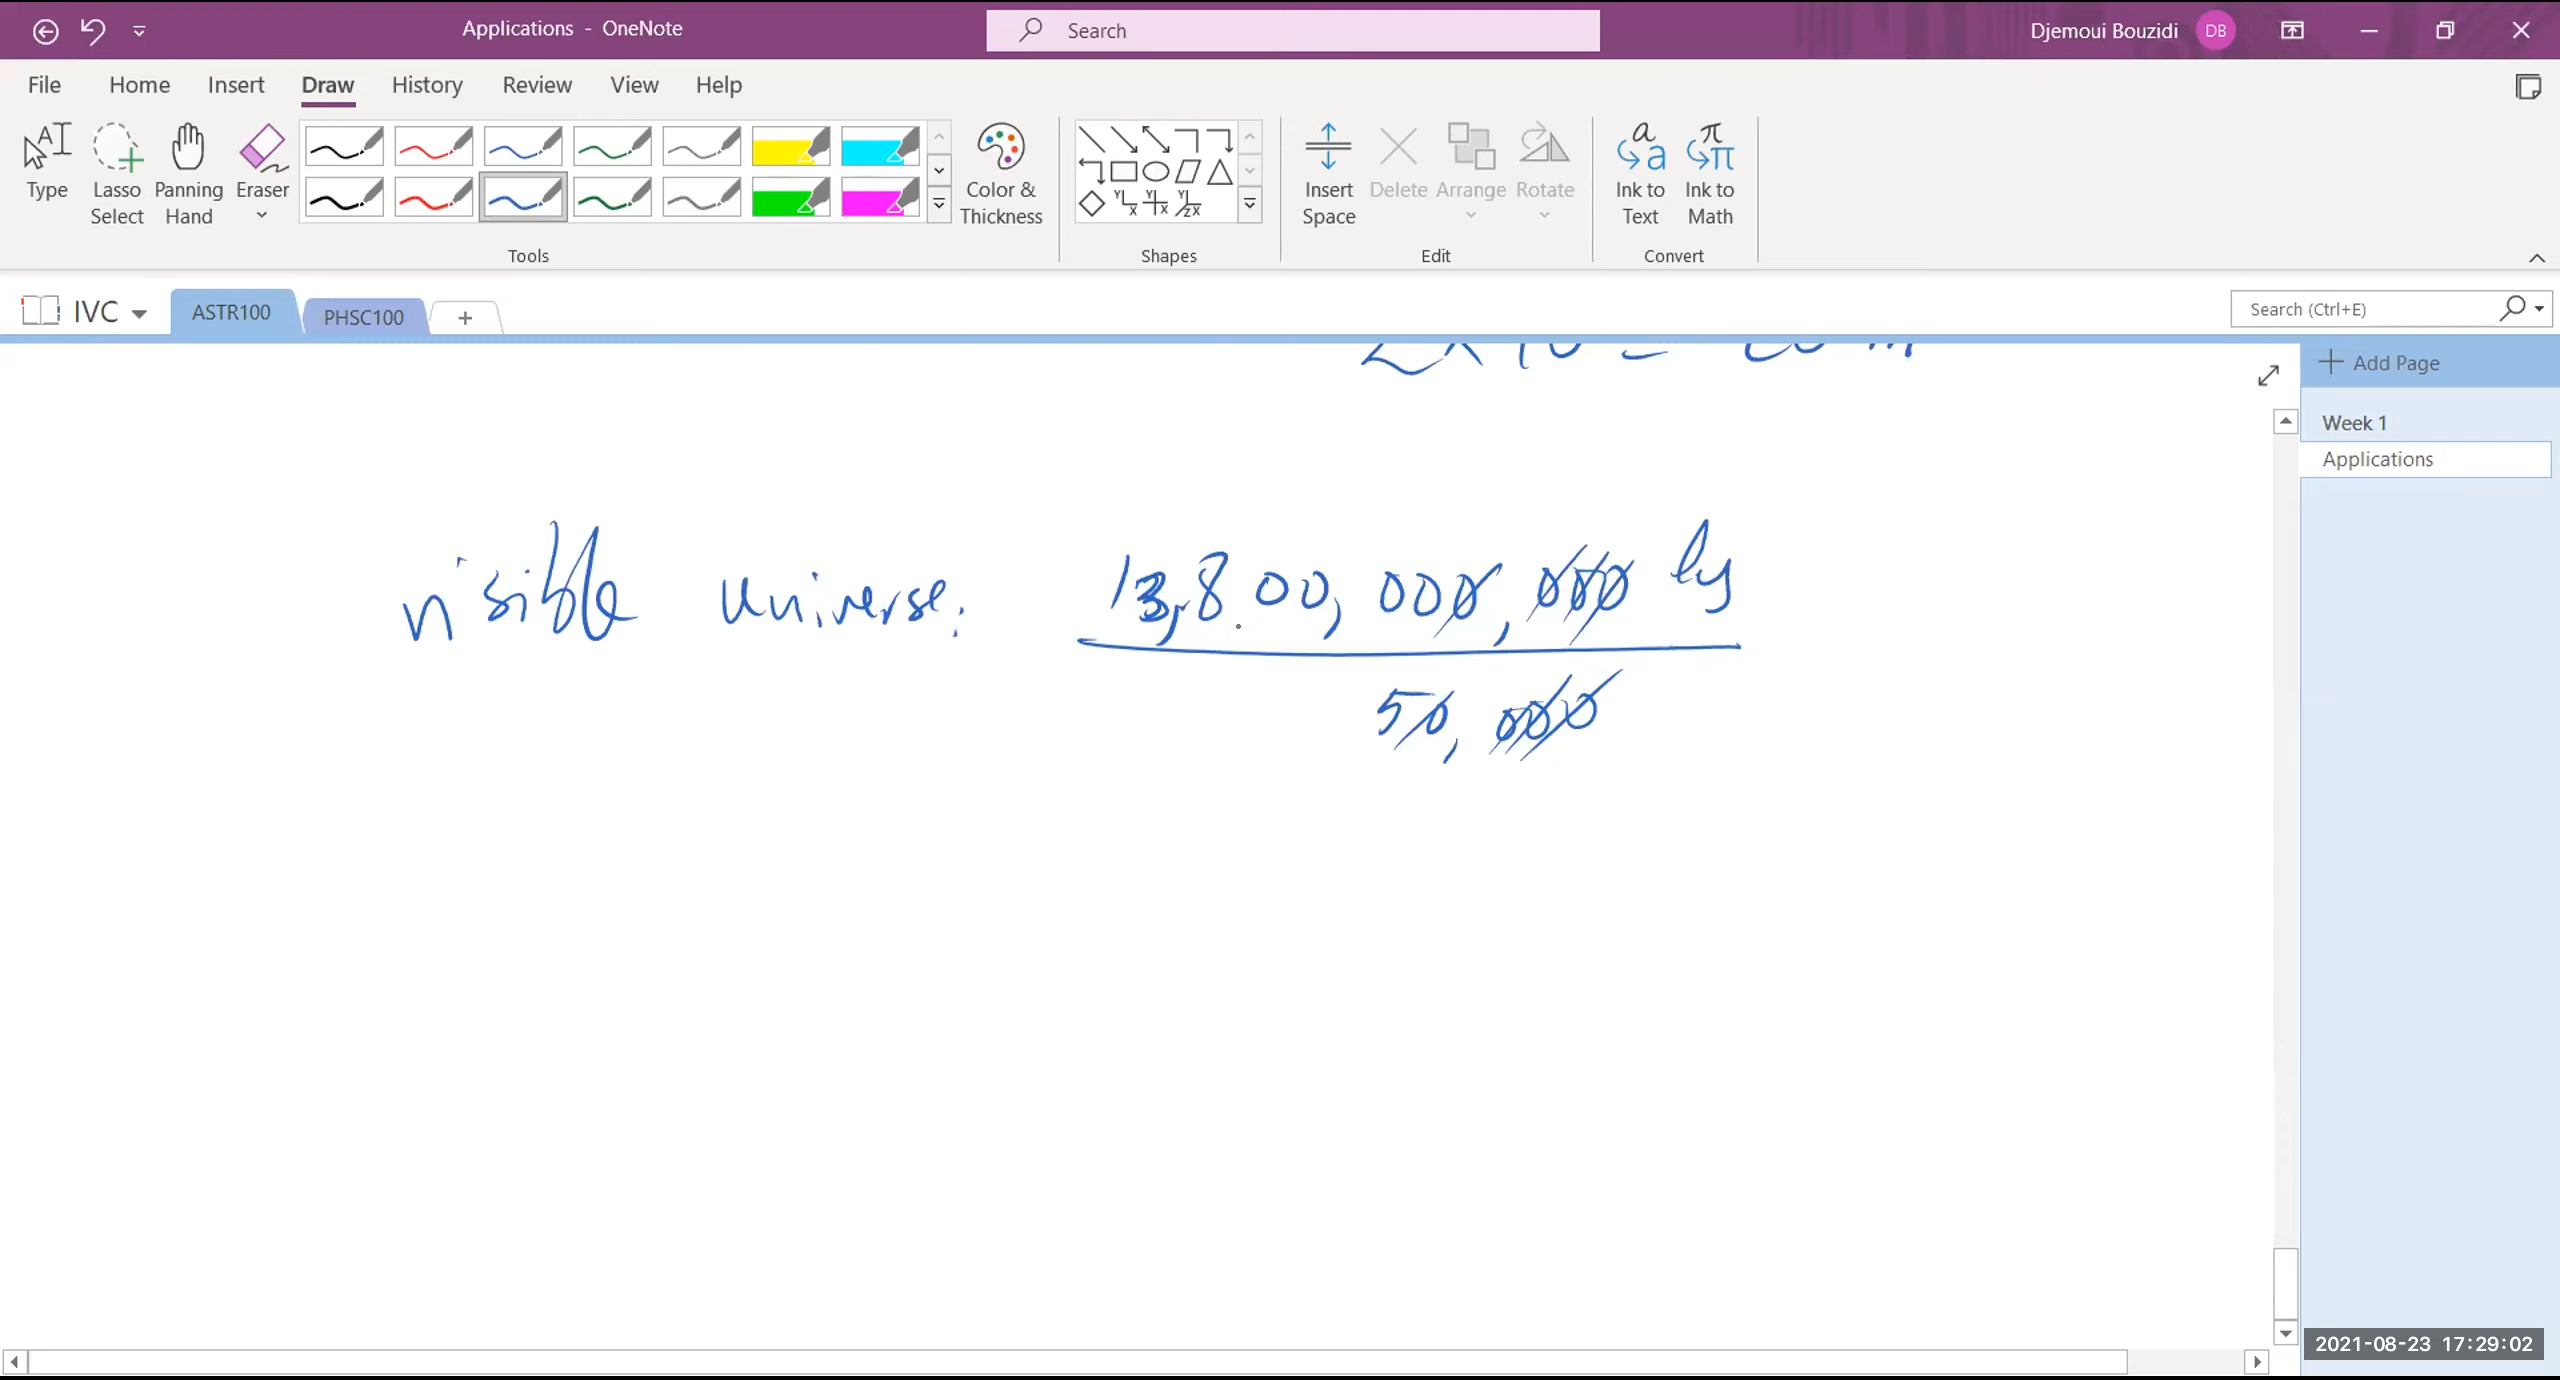 Applications - OneNote
Search
Djemoui Bouzidi
DB
File Home Insert Draw History Review View Help
Type
Lasso Select
Panning Hand
Eraser
Color & Thickness
Insert Space
Delete
Arrange
Rotate
Ink to Text
Ink to Math
Tools
Shapes
Edit
Convert
IVC
ASTR100
PHSC100
+
Search (Ctrl+E)
2 x 10 = 20 m
Add Page
Week 1
Applications
visible universe: 13,800,000,000 ly
50,000
2021-08-23 17:29:02